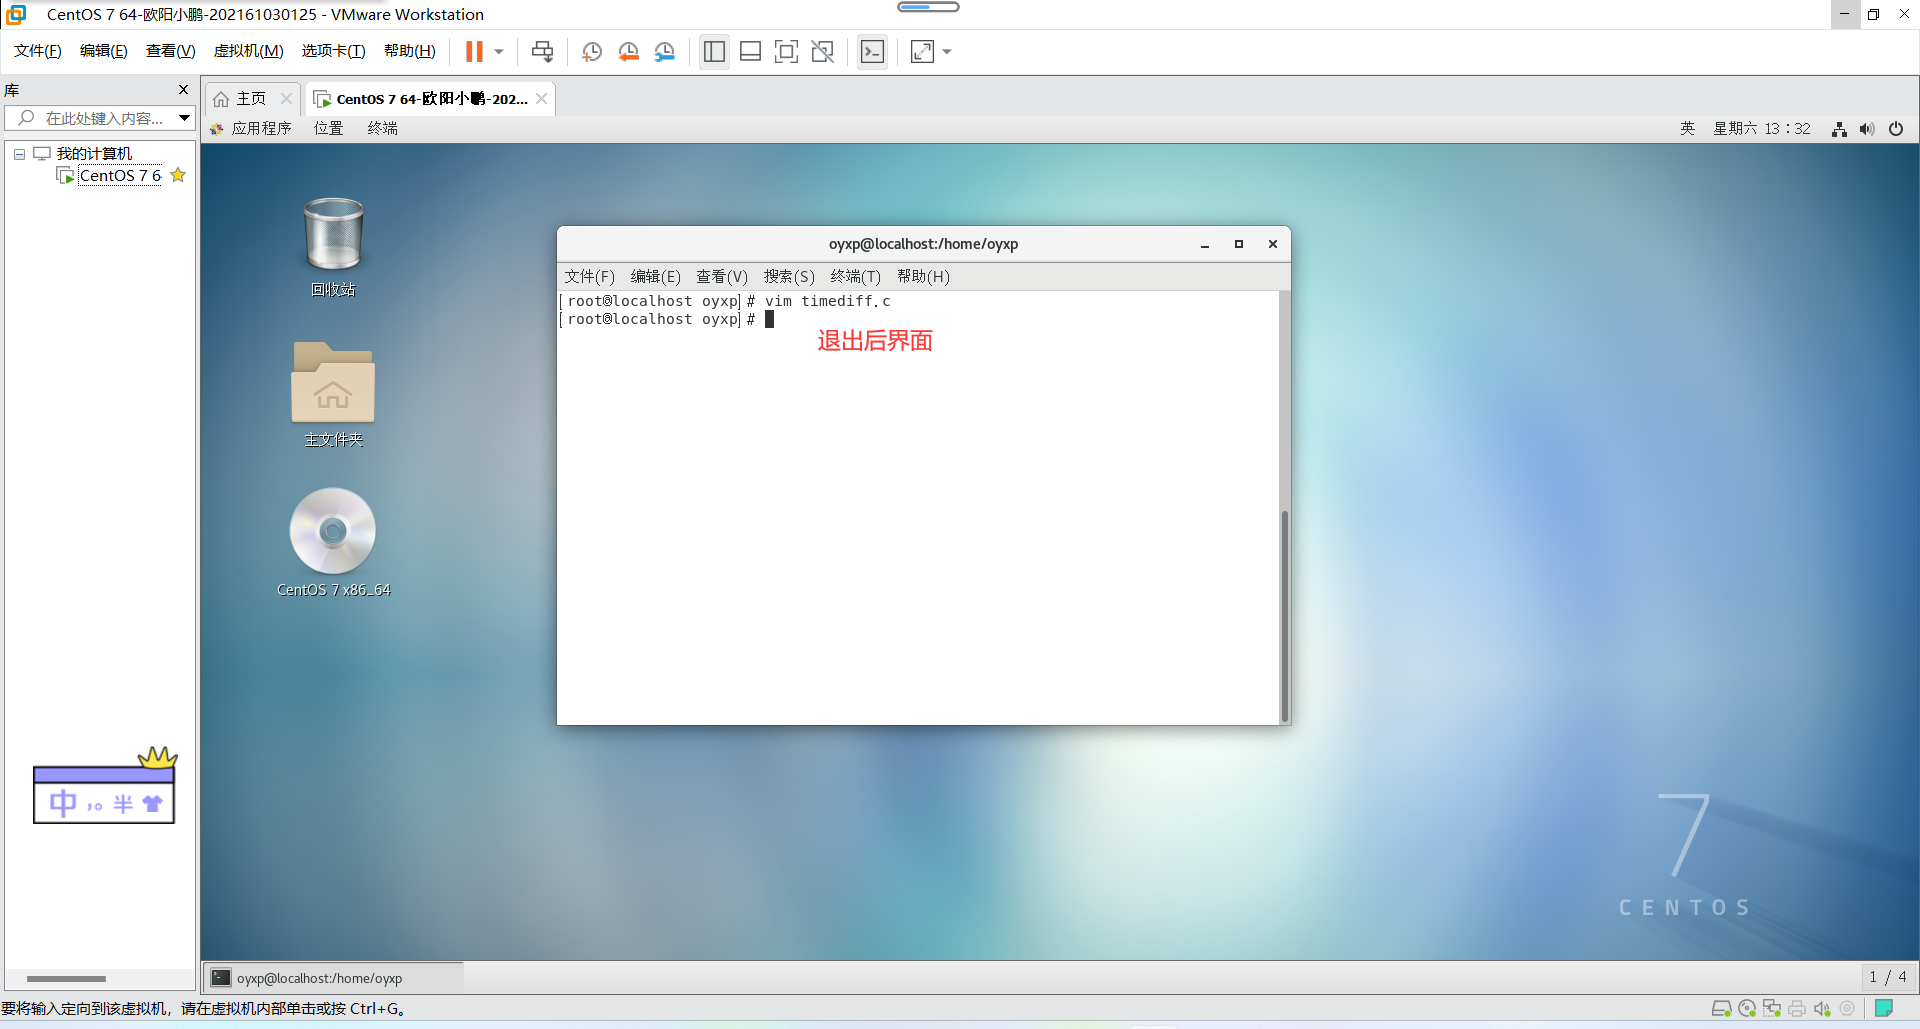 CentOS 7 64-欧阳小鹏-202161030125 - VMware Workstation
文件(F) 编辑(E) 查看(V) 虚拟机(M) 选项卡(T) 帮助(H)
库
在此处键入内容...
我的计算机
CentOS 7 6
主页
CentOS 7 64-欧阳小鹏-202...
应用程序 位置 终端
英 星期六 13：32
回收站
主文件夹
CentOS 7 x86_64
oyxp@localhost:/home/oyxp
文件(F) 编辑(E) 查看(V) 搜索(S) 终端(T) 帮助(H)
[root@localhost oyxp]# vim timediff.c
[root@localhost oyxp]#
退出后界面
中 ,。 半
7
CENTOS
oyxp@localhost:/home/oyxp
1 / 4
要将输入定向到该虚拟机，请在虚拟机内部单击或按 Ctrl+G。